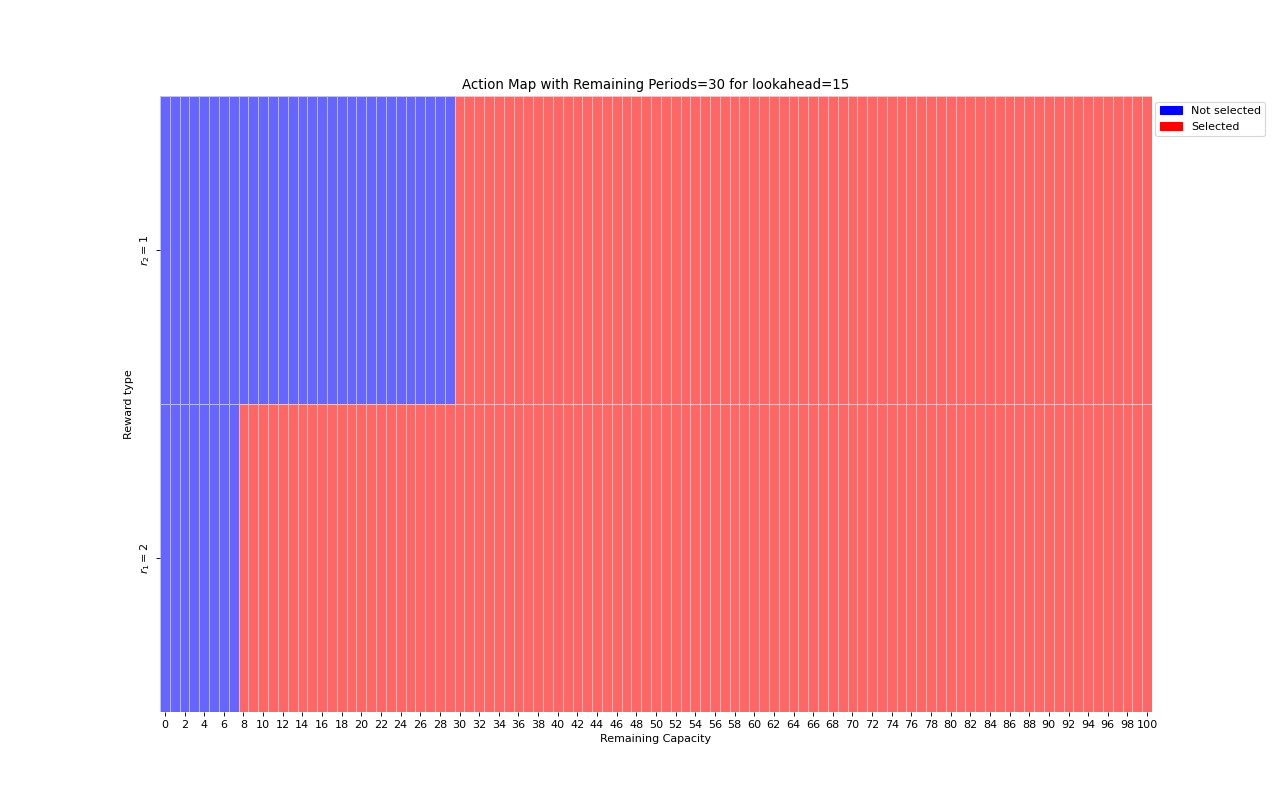 Action Map with Remaining Periods=30 for lookahead=15
Not selected
Selected
r₂ = 1
Reward type
r₁ = 2
0 2 4 6 8 10 12 14 16 18 20 22 24 26 28 30 32 34 36 38 40 42 44 46 48 50 52 54 56 58 60 62 64 66 68 70 72 74 76 78 80 82 84 86 88 90 92 94 96 98 100
Remaining Capacity